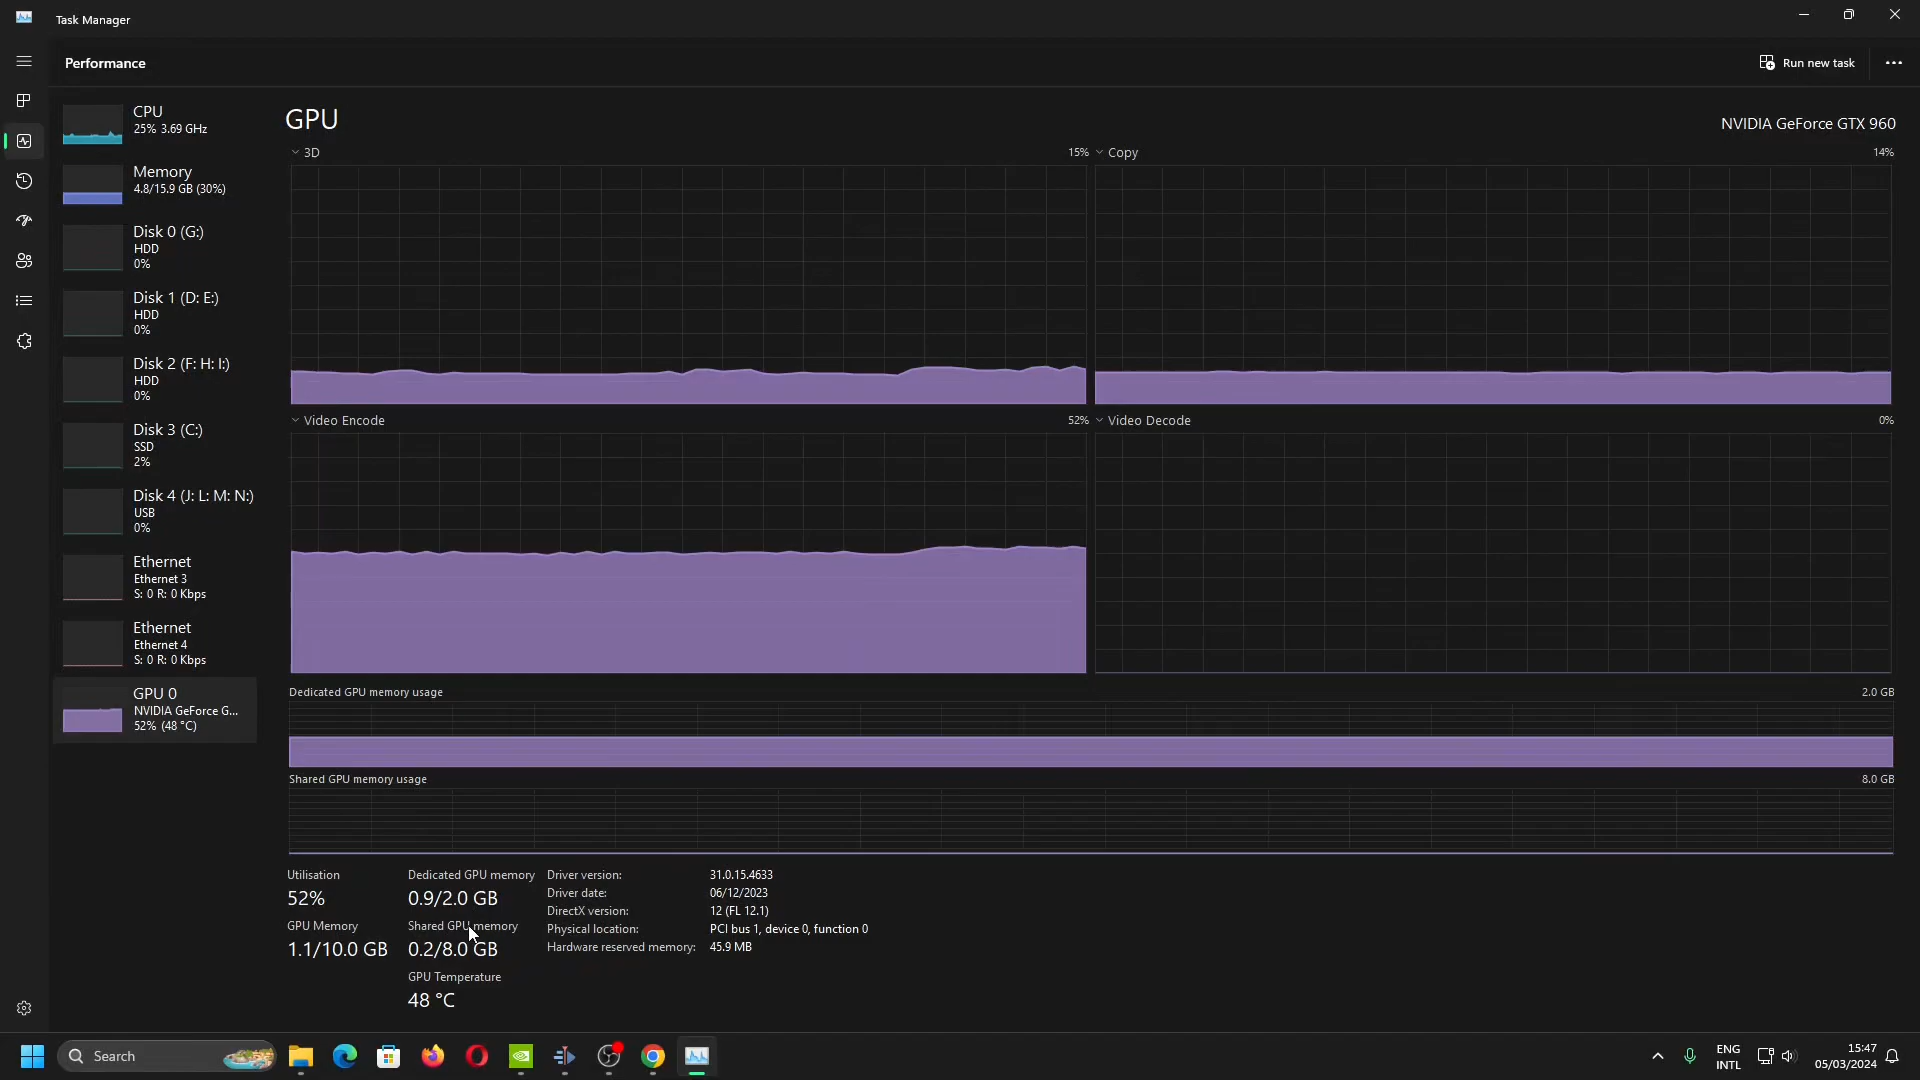 Task Manager
Performance
Run new task
CPU
25% 3.69 GHz
Memory
4.8/15.9 GB (30%)
Disk 0 (G:)
HDD
0%
Disk 1 (D: E:)
HDD
0%
Disk 2 (F: H: I:)
HDD
0%
Disk 3 (C:)
SSD
2%
Disk 4 (J: L: M: N:)
USB
0%
Ethernet
Ethernet 3
S: 0 R: 0 Kbps
Ethernet
Ethernet 4
S: 0 R: 0 Kbps
GPU 0
NVIDIA GeForce G...
52% (48 °C)
GPU
NVIDIA GeForce GTX 960
3D 15%
Copy 14%
Video Encode 52%
Video Decode 0%
Dedicated GPU memory usage 2.0 GB
Shared GPU memory usage 8.0 GB
Utilisation
52%
Dedicated GPU memory
0.9/2.0 GB
GPU Memory
1.1/10.0 GB
Shared GPU memory
0.2/8.0 GB
GPU Temperature
48 °C
Driver version: 31.0.15.4633
Driver date: 06/12/2023
DirectX version: 12 (FL 12.1)
Physical location: PCI bus 1, device 0, function 0
Hardware reserved memory: 45.9 MB
Search
ENG
INTL
15:47
05/03/2024